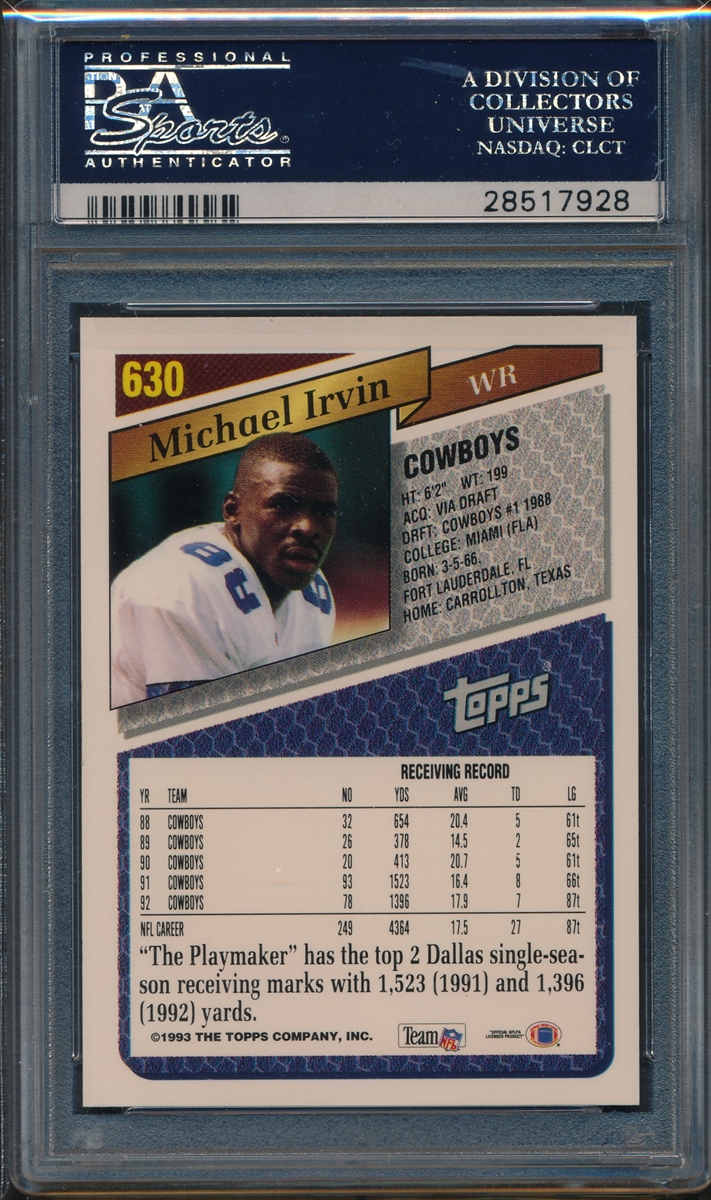 PROFESSIONAL
PSA
Sports
AUTHENTICATOR
A DIVISION OF
COLLECTORS
UNIVERSE
NASDAQ: CLCT
28517928
630
Michael Irvin
WR
COWBOYS
HT: 6'2" WT: 199
ACQ: VIA DRAFT
DRFT: COWBOYS #1 1988
COLLEGE: MIAMI (FLA)
BORN: 3-5-66,
FORT LAUDERDALE, FL
HOME: CARROLLTON, TEXAS
88
topps®
RECEIVING RECORD
YR TEAM NO YDS AVG TD LG
88 COWBOYS 32 654 20.4 5 61t
89 COWBOYS 26 378 14.5 2 65t
90 COWBOYS 20 413 20.7 5 61t
91 COWBOYS 93 1523 16.4 8 66t
92 COWBOYS 78 1396 17.9 7 87t
NFL CAREER 249 4364 17.5 27 87t
“The Playmaker” has the top 2 Dallas single-sea-
son receiving marks with 1,523 (1991) and 1,396
(1992) yards.
©1993 THE TOPPS COMPANY, INC.
Team NFL
"OFFICIAL NFLPA
LICENSED PRODUCT"